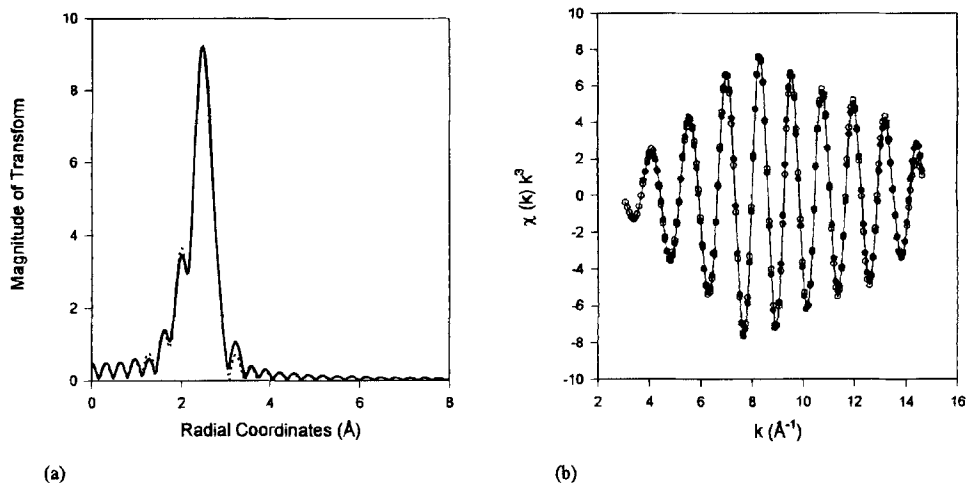 10
8
6
4
2
0
Magnitude of Transform
0 2 4 6 8
Radial Coordinates (Å)
(a)
10
8
6
4
2
0
-2
-4
-6
-8
-10
χ (k) k³
2 4 6 8 10 12 14 16
k (Å⁻¹)
(b)